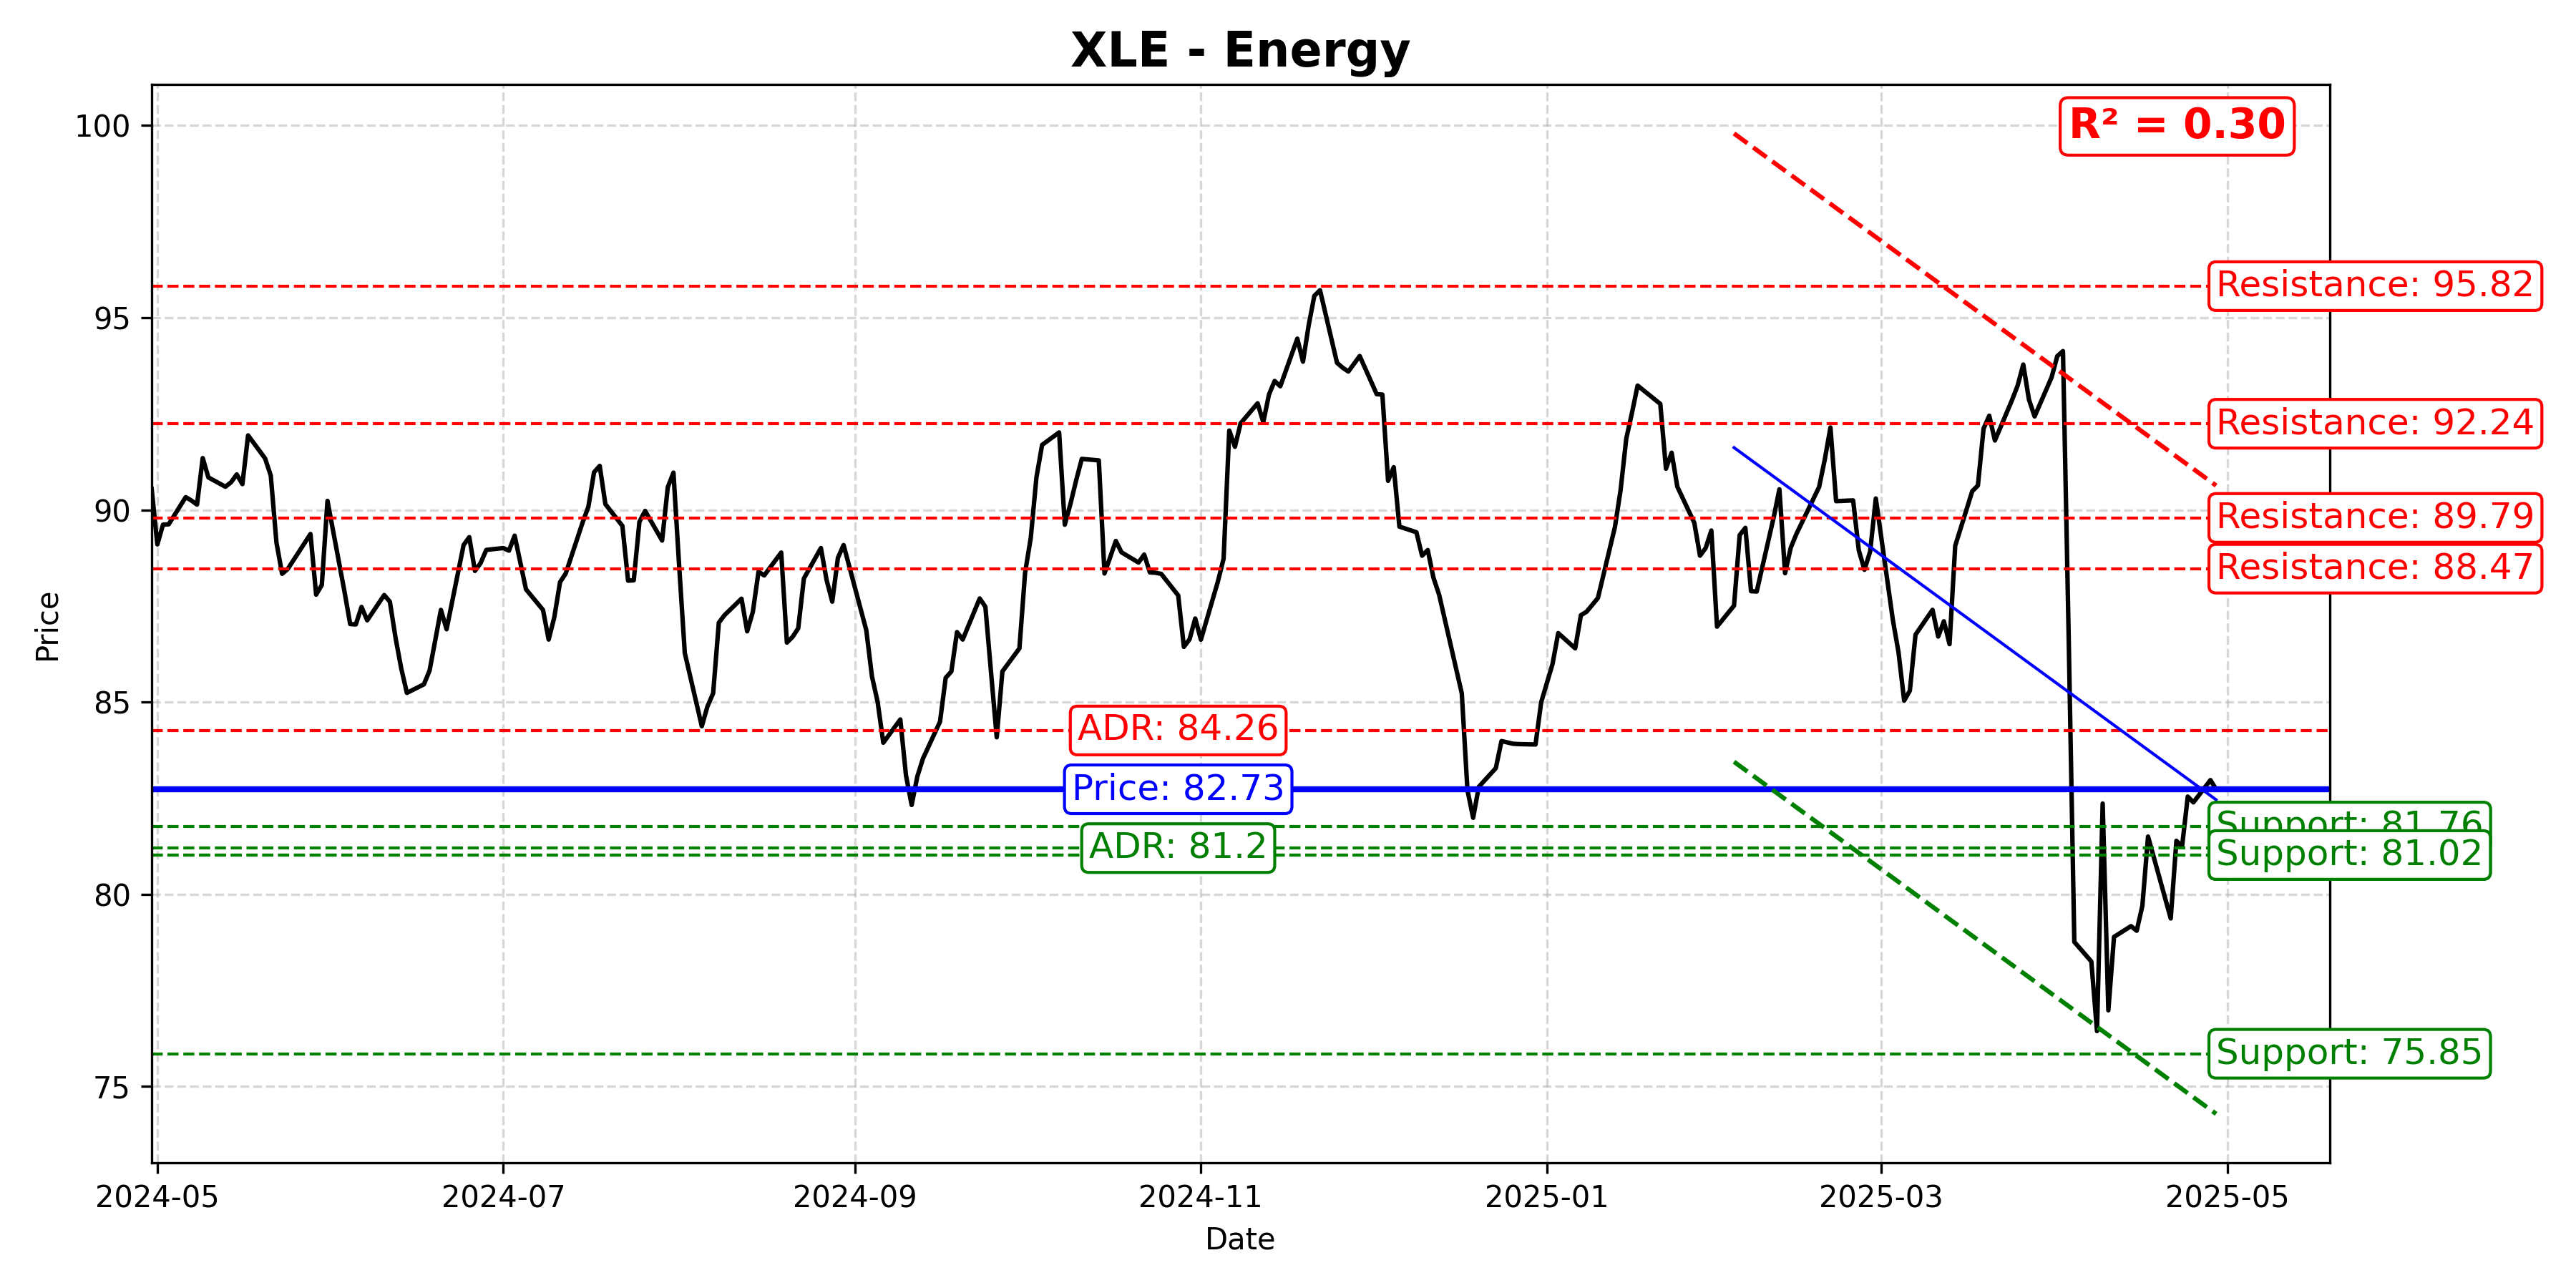 XLE - Energy
R² = 0.30
100
95
90
85
80
75
Price
Resistance: 95.82
Resistance: 92.24
Resistance: 89.79
Resistance: 88.47
ADR: 84.26
Price: 82.73
Support: 81.76
ADR: 81.2
Support: 81.02
Support: 75.85
2024-05
2024-07
2024-09
2024-11
2025-01
2025-03
2025-05
Date